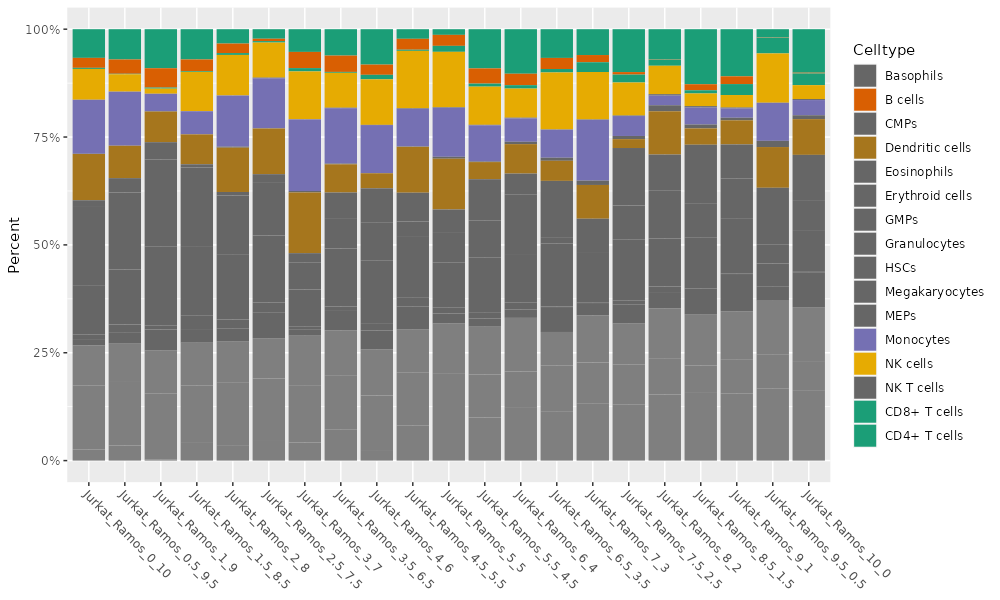 100%
75%
50%
25%
0%
Percent
Jurkat_Ramos_0_10
Jurkat_Ramos_0.5_9.5
Jurkat_Ramos_1_9
Jurkat_Ramos_1.5_8.5
Jurkat_Ramos_2_8
Jurkat_Ramos_2.5_7.5
Jurkat_Ramos_3_7
Jurkat_Ramos_3.5_6.5
Jurkat_Ramos_4_6
Jurkat_Ramos_4.5_5.5
Jurkat_Ramos_5_5
Jurkat_Ramos_5.5_4.5
Jurkat_Ramos_6_4
Jurkat_Ramos_6.5_3.5
Jurkat_Ramos_7_3
Jurkat_Ramos_7.5_2.5
Jurkat_Ramos_8_2
Jurkat_Ramos_8.5_1.5
Jurkat_Ramos_9_1
Jurkat_Ramos_9.5_0.5
Jurkat_Ramos_10_0
Celltype
Basophils
B cells
CMPs
Dendritic cells
Eosinophils
Erythroid cells
GMPs
Granulocytes
HSCs
Megakaryocytes
MEPs
Monocytes
NK cells
NK T cells
CD8+ T cells
CD4+ T cells